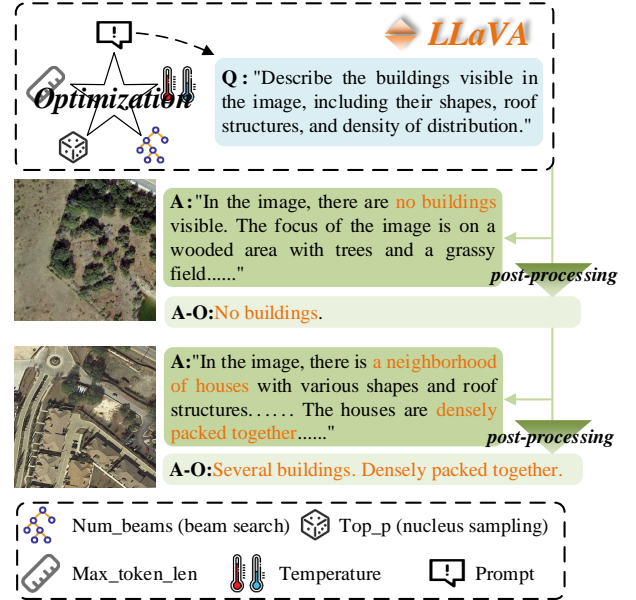 LLaVA
Optimization
Q : "Describe the buildings visible in
the image, including their shapes, roof
structures, and density of distribution."
A:"In the image, there are no buildings
visible. The focus of the image is on a
wooded area with trees and a grassy
field......"
post-processing
A-O:No buildings.
A:"In the image, there is a neighborhood
of houses with various shapes and roof
structures…… The houses are densely
packed together......"
post-processing
A-O:Several buildings. Densely packed together.
Num_beams (beam search)
Top_p (nucleus sampling)
Max_token_len
Temperature
Prompt